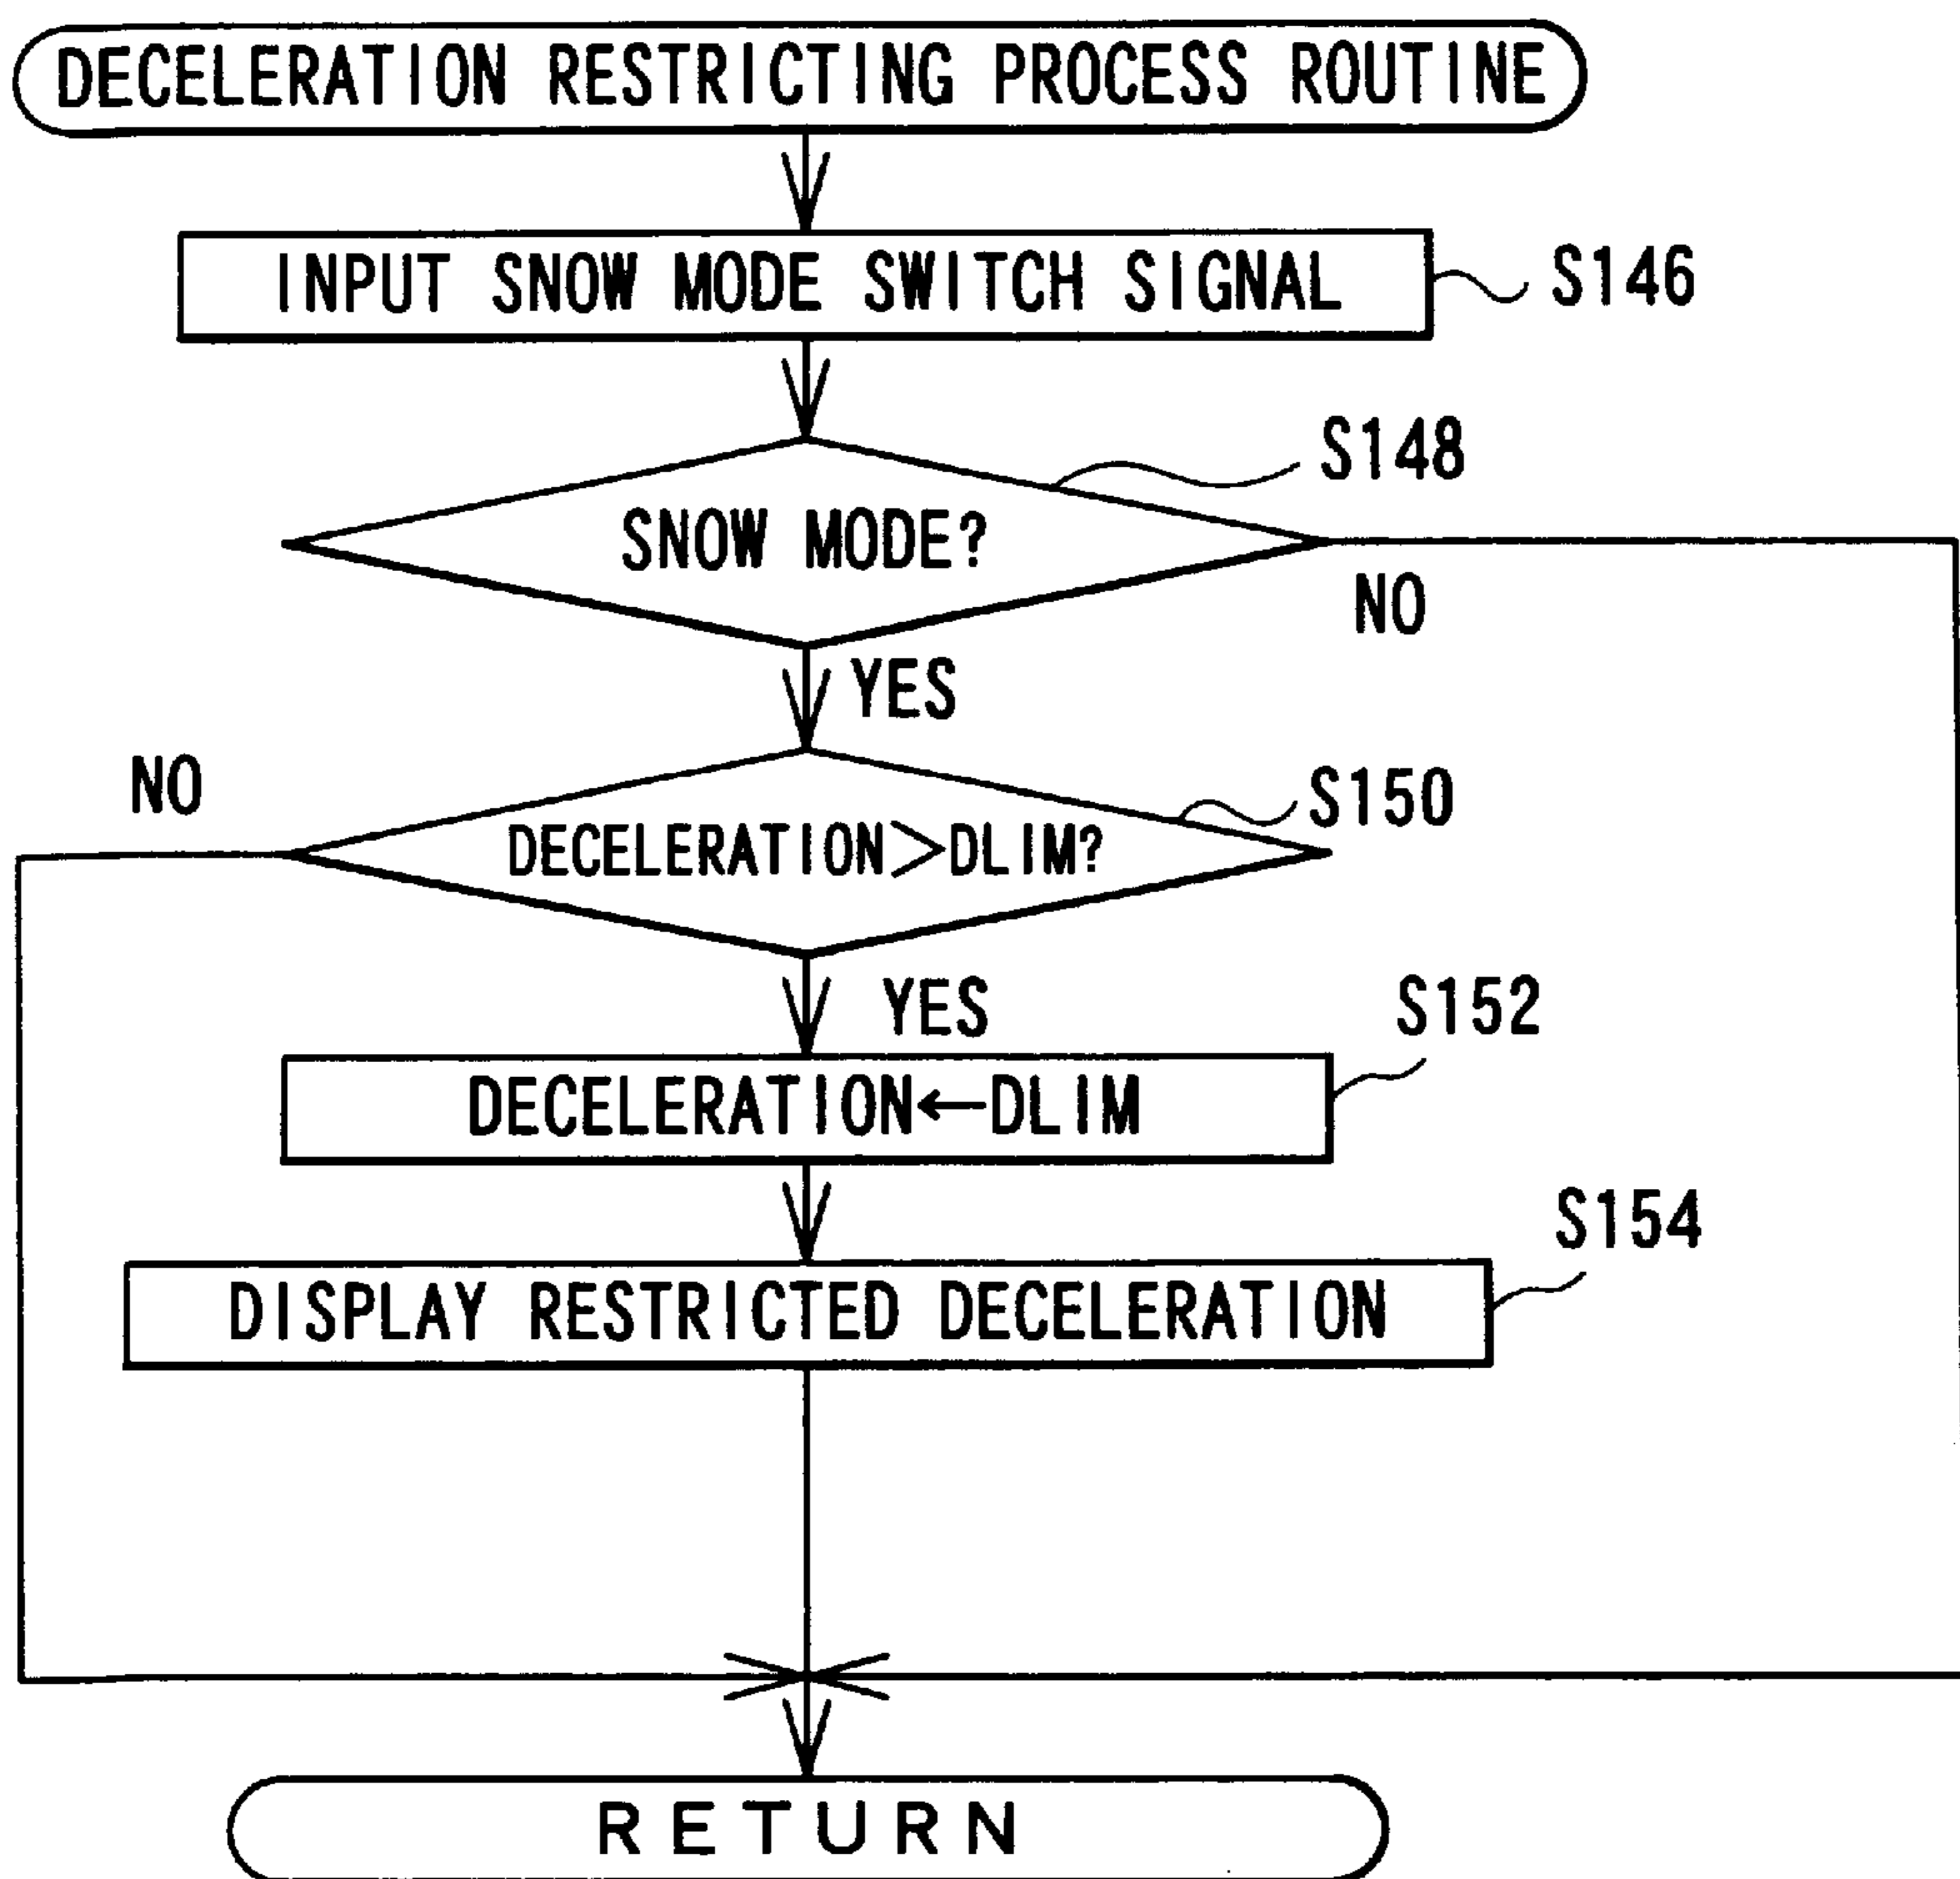 DECELERATION RESTRICTING PROCESS ROUTINE
INPUT SNOW MODE SWITCH SIGNAL
S146
S148
SNOW MODE?
NO
YES
NO
S150
DECELERATION>DLIM?
YES
S152
DECELERATION←DLIM
S154
DISPLAY RESTRICTED DECELERATION
RETURN